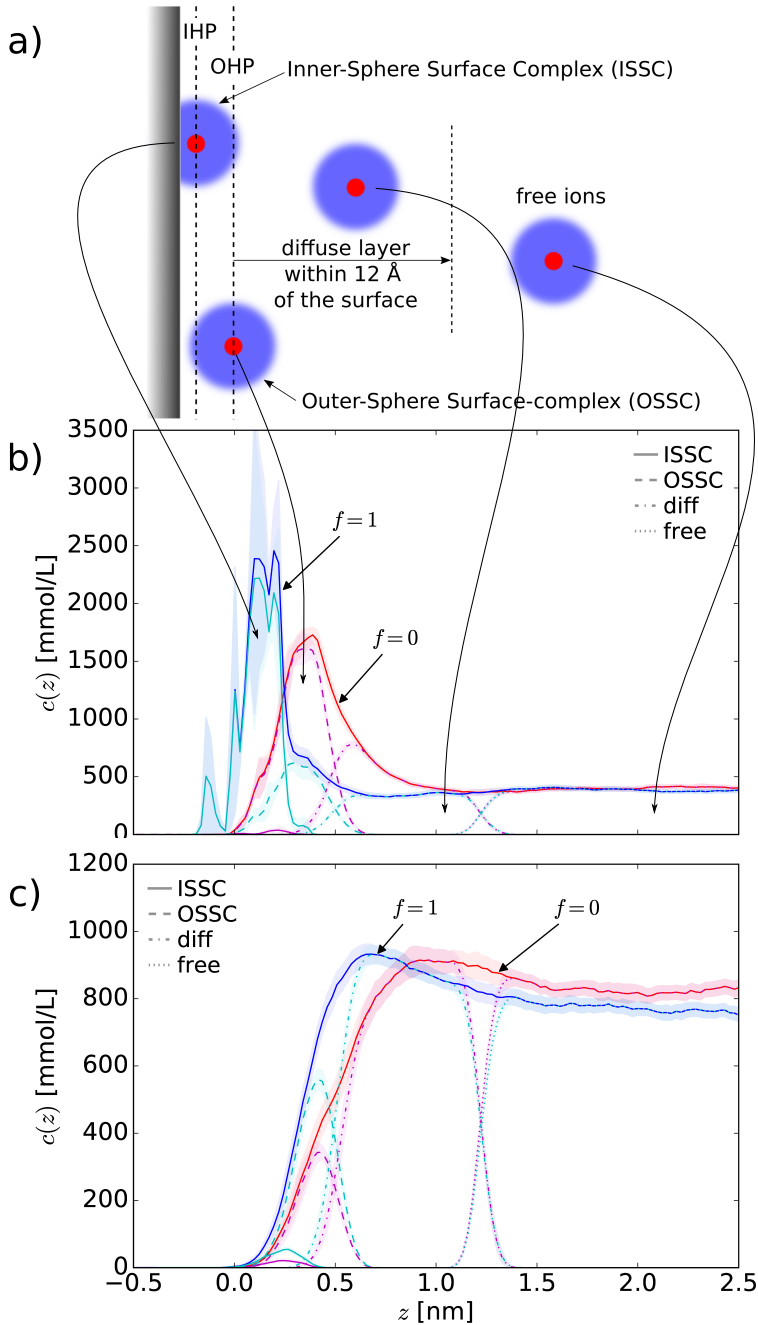 a)
IHP
OHP
Inner-Sphere Surface Complex (ISSC)
free ions
diffuse layer
within 12 Å
of the surface
Outer-Sphere Surface-complex (OSSC)
b)
3500
3000
2500
2000
1500
1000
500
0
c(z) [mmol/L]
f = 1
f = 0
ISSC
OSSC
diff
free
c)
1200
1000
800
600
400
200
0
c(z) [mmol/L]
ISSC
OSSC
diff
free
f = 1
f = 0
−0.5 0.0 0.5 1.0 1.5 2.0 2.5
z [nm]